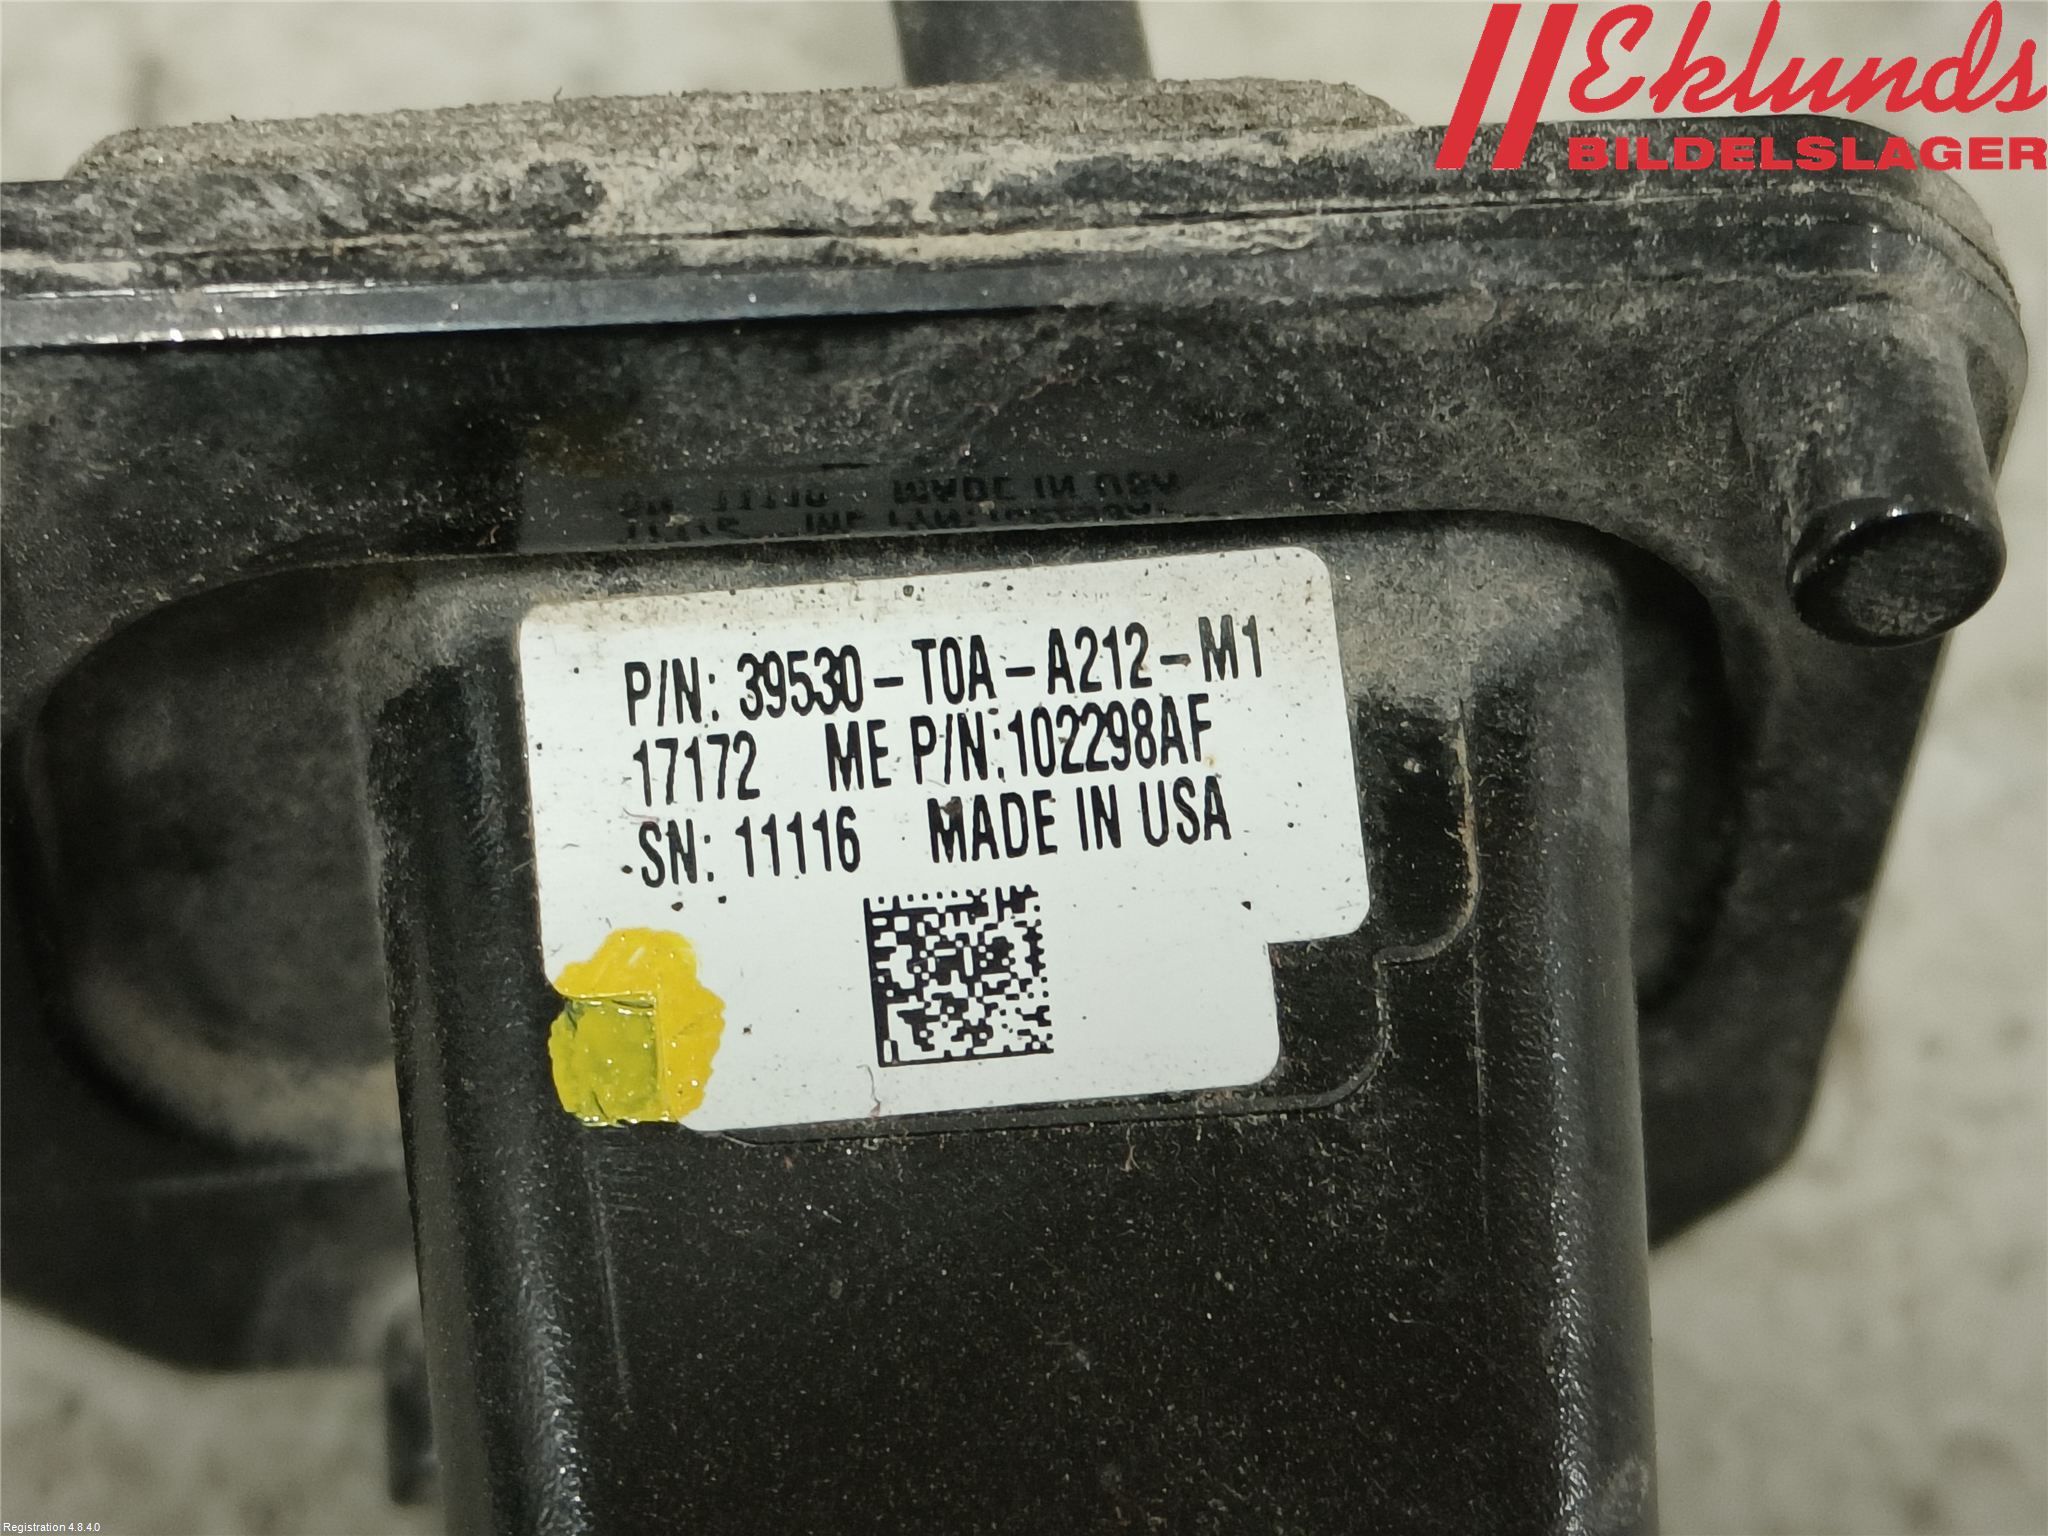 Eklunds
BILDELSLAGER
P/N: 39530-T0A-A212-M1
17172 ME P/N:102298AF
SN: 11116 MADE IN USA
Registration 4.8.4.0